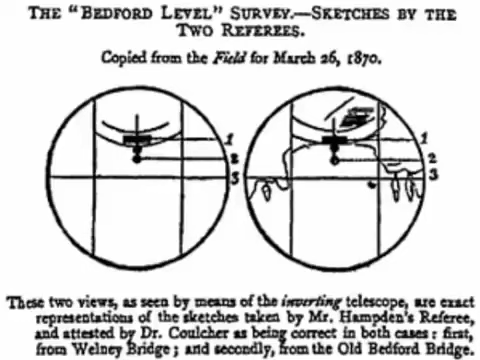 THE "BEDFORD LEVEL" SURVEY.—SKETCHES BY THE
TWO REFEREES.
Copied from the Field for March 26, 1870.
1
2
3
1
2
3
These two views, as seen by means of the inverting telescope, are exact
representations of the sketches taken by Mr. Hampden's Referee,
and attested by Dr. Coulcher as being correct in both cases: first,
from Welney Bridge; and secondly, from the Old Bedford Bridge.